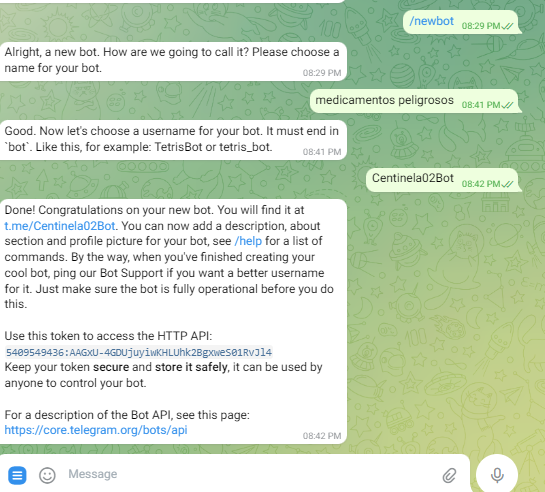 /newbot 08:29 PM
Alright, a new bot. How are we going to call it? Please choose a
name for your bot.
08:29 PM
medicamentos peligrosos 08:41 PM
Good. Now let's choose a username for your bot. It must end in
`bot`. Like this, for example: TetrisBot or tetris_bot.
08:41 PM
Centinela02Bot 08:42 PM
Done! Congratulations on your new bot. You will find it at
t.me/Centinela02Bot. You can now add a description, about
section and profile picture for your bot, see /help for a list of
commands. By the way, when you've finished creating your
cool bot, ping our Bot Support if you want a better username
for it. Just make sure the bot is fully operational before you do
this.
Use this token to access the HTTP API:
5409549436:AAGxU-4GDUjuyiwKHLUhk2BgxweS01RvJl4
Keep your token secure and store it safely, it can be used by
anyone to control your bot.
For a description of the Bot API, see this page:
https://core.telegram.org/bots/api
08:42 PM
Message